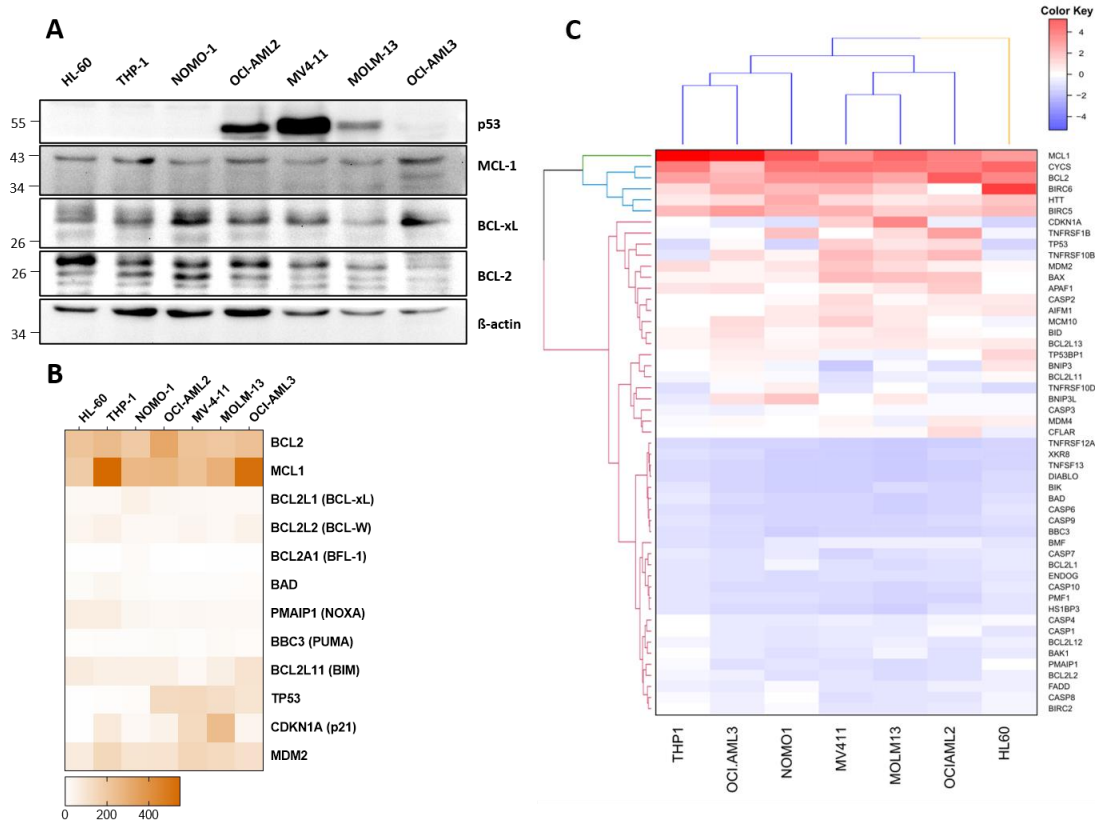 A
HL-60 THP-1 NOMO-1 OCI-AML2 MV4-11 MOLM-13 OCI-AML3
55
p53
43
34
MCL-1
26
BCL-xL
26
BCL-2
34
ß-actin
B
HL-60 THP-1 NOMO-1 OCI-AML2 MV-4-11 MOLM-13 OCI-AML3
BCL2
MCL1
BCL2L1 (BCL-xL)
BCL2L2 (BCL-W)
BCL2A1 (BFL-1)
BAD
PMAIP1 (NOXA)
BBC3 (PUMA)
BCL2L11 (BIM)
TP53
CDKN1A (p21)
MDM2
0 200 400
C
Color Key
4
2
0
-2
-4
MCL1
CYCS
BCL2
BIRC6
HTT
BIRC5
CDKN1A
TNFRSF1B
TP53
TNFRSF10B
MDM2
BAX
APAF1
CASP2
AIFM1
MCM10
BID
BCL2L13
TP53BP1
BNIP3
BCL2L11
TNFRSF10D
BNIP3L
CASP3
MDM4
CFLAR
TNFRSF12A
XKR8
TNFSF13
DIABLO
BIK
BAD
CASP6
CASP9
BBC3
BMF
CASP7
BCL2L1
ENDOG
CASP10
PMF1
HS1BP3
CASP4
CASP1
BCL2L12
BAK1
PMAIP1
BCL2L2
FADD
CASP8
BIRC2
THP1 OCI.AML3 NOMO1 MV411 MOLM13 OCIAML2 HL60